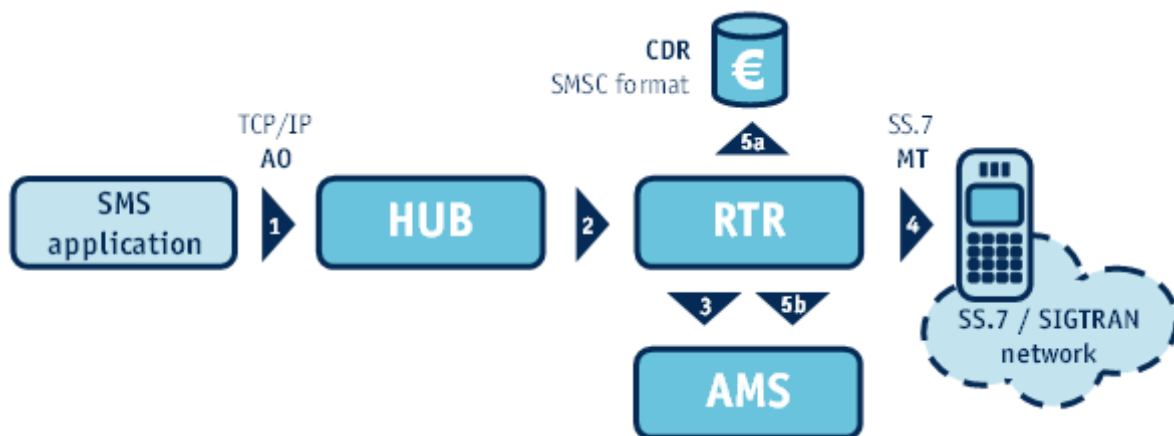 CDR
SMSC format
€
TCP/IP
AO
5a
SS.7
MT
SMS
application
1
HUB
2
RTR
4
3
5b
SS.7 / SIGTRAN
network
AMS